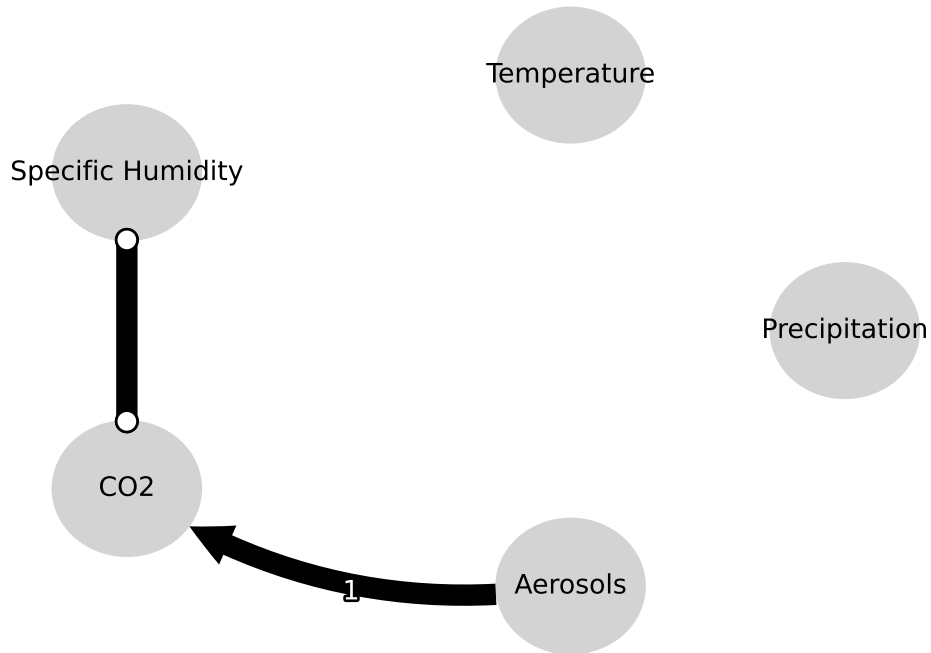 Temperature
Specific Humidity
Precipitation
CO2
Aerosols
1